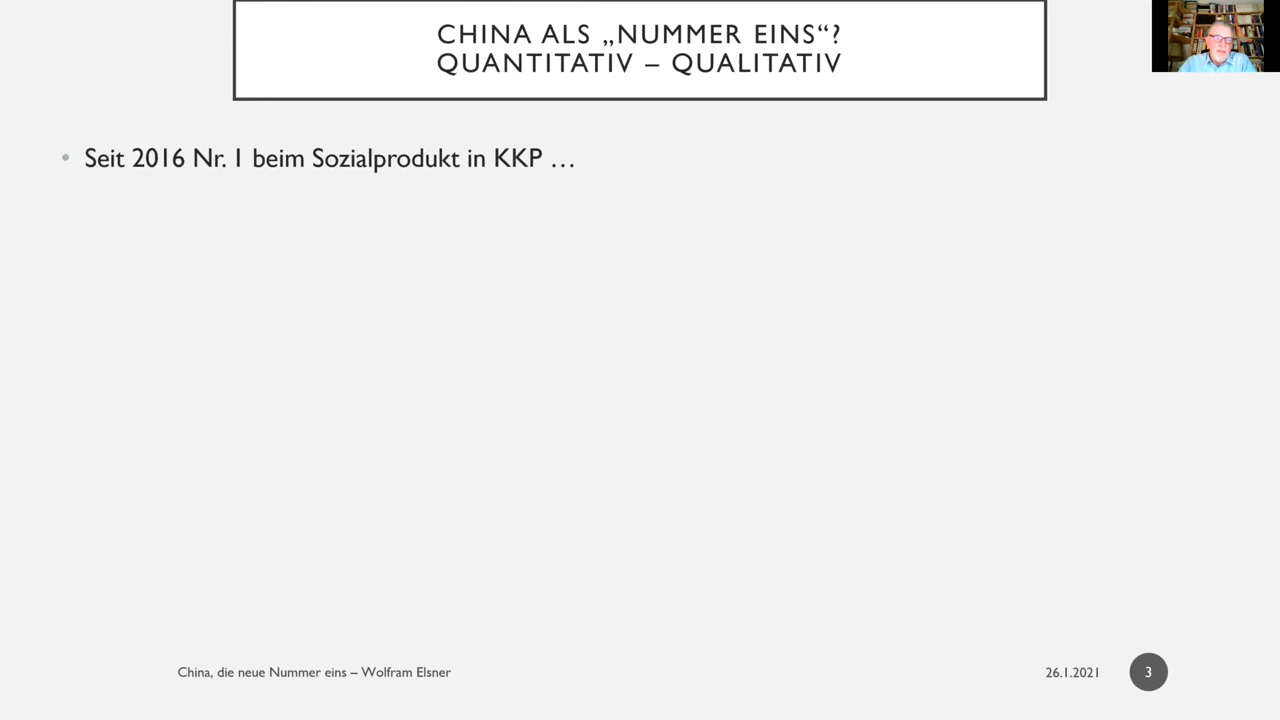 CHINA ALS „NUMMER EINS“?
QUANTITATIV – QUALITATIV
• Seit 2016 Nr. 1 beim Sozialprodukt in KKP …
China, die neue Nummer eins – Wolfram Elsner
26.1.2021
3